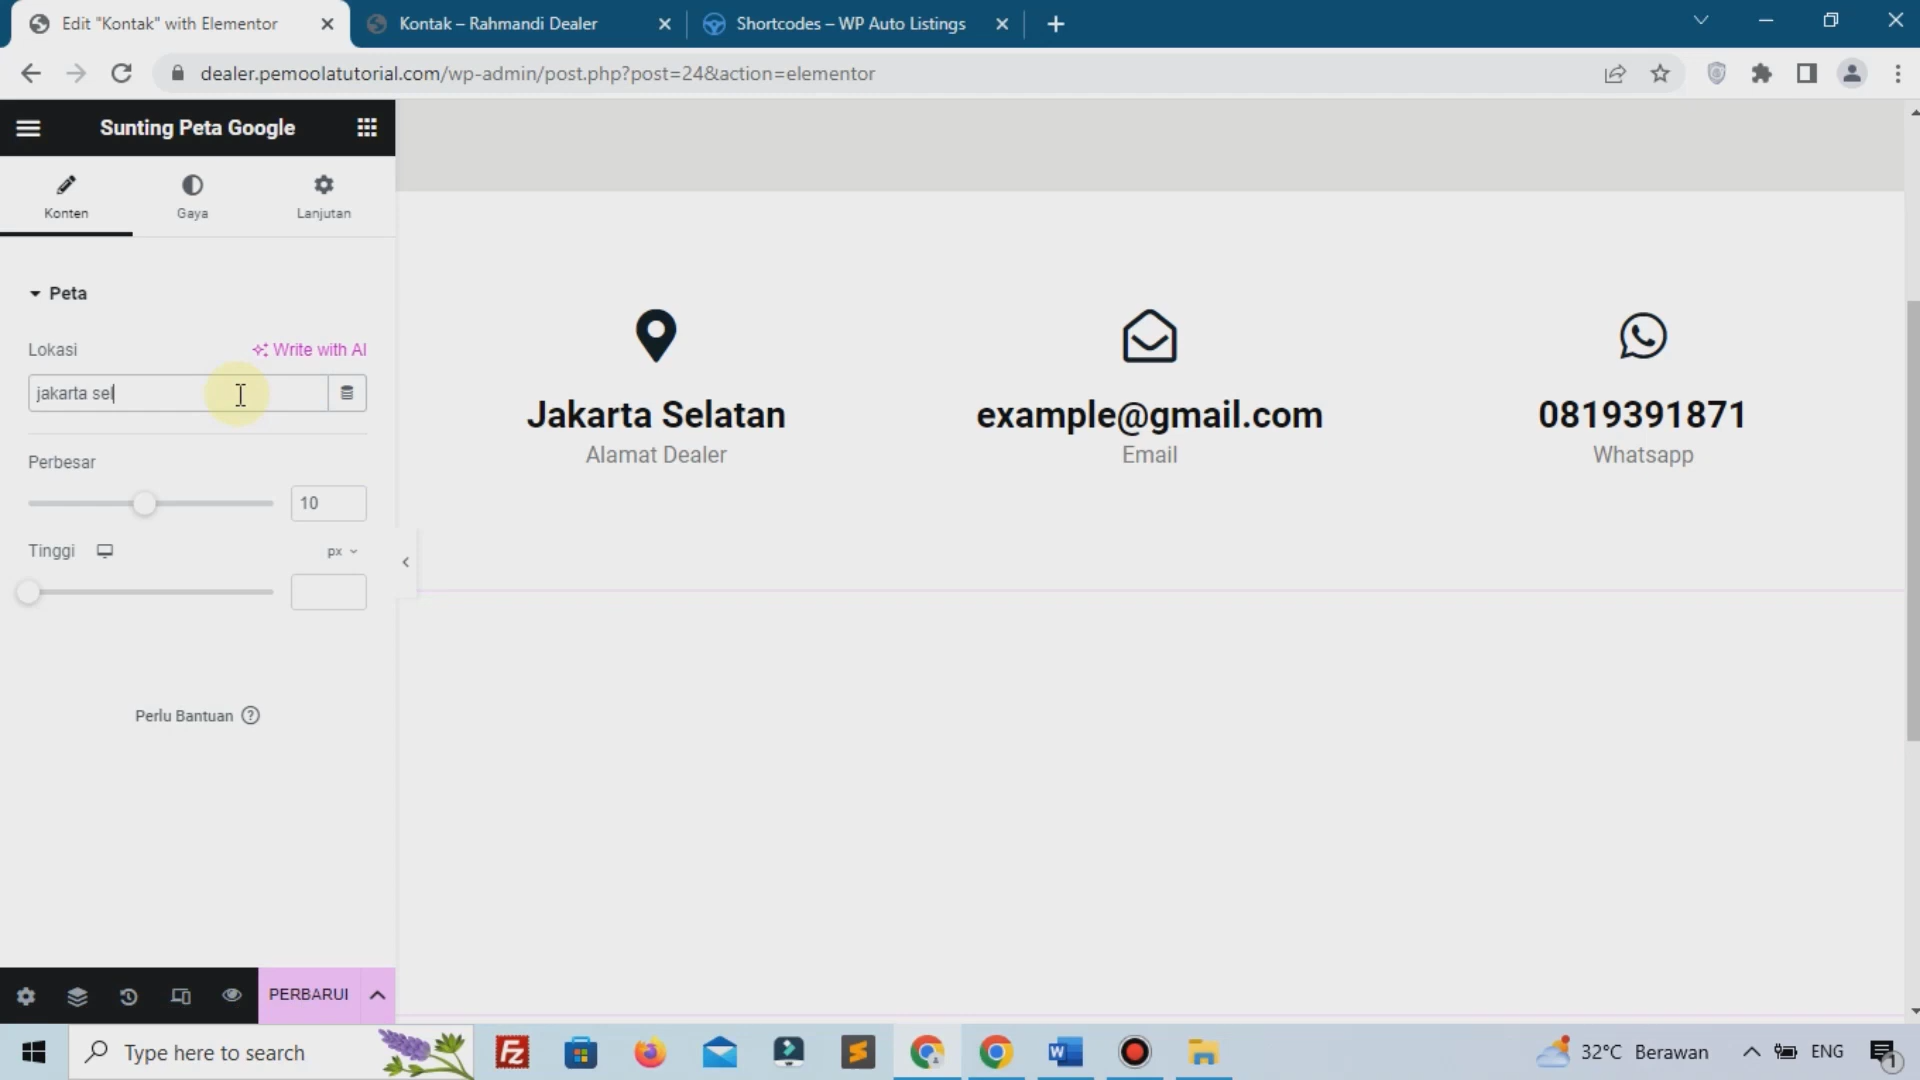 Edit "Kontak" with Elementor
Kontak – Rahmandi Dealer
Shortcodes – WP Auto Listings
dealer.pemoolatutorial.com/wp-admin/post.php?post=24&action=elementor
Sunting Peta Google
Konten
Gaya
Lanjutan
Peta
Lokasi
Write with AI
jakarta sel
Perbesar
10
Tinggi
px
Perlu Bantuan
PERBARUI
Jakarta Selatan
Alamat Dealer
example@gmail.com
Email
0819391871
Whatsapp
Type here to search
32°C Berawan
ENG
1